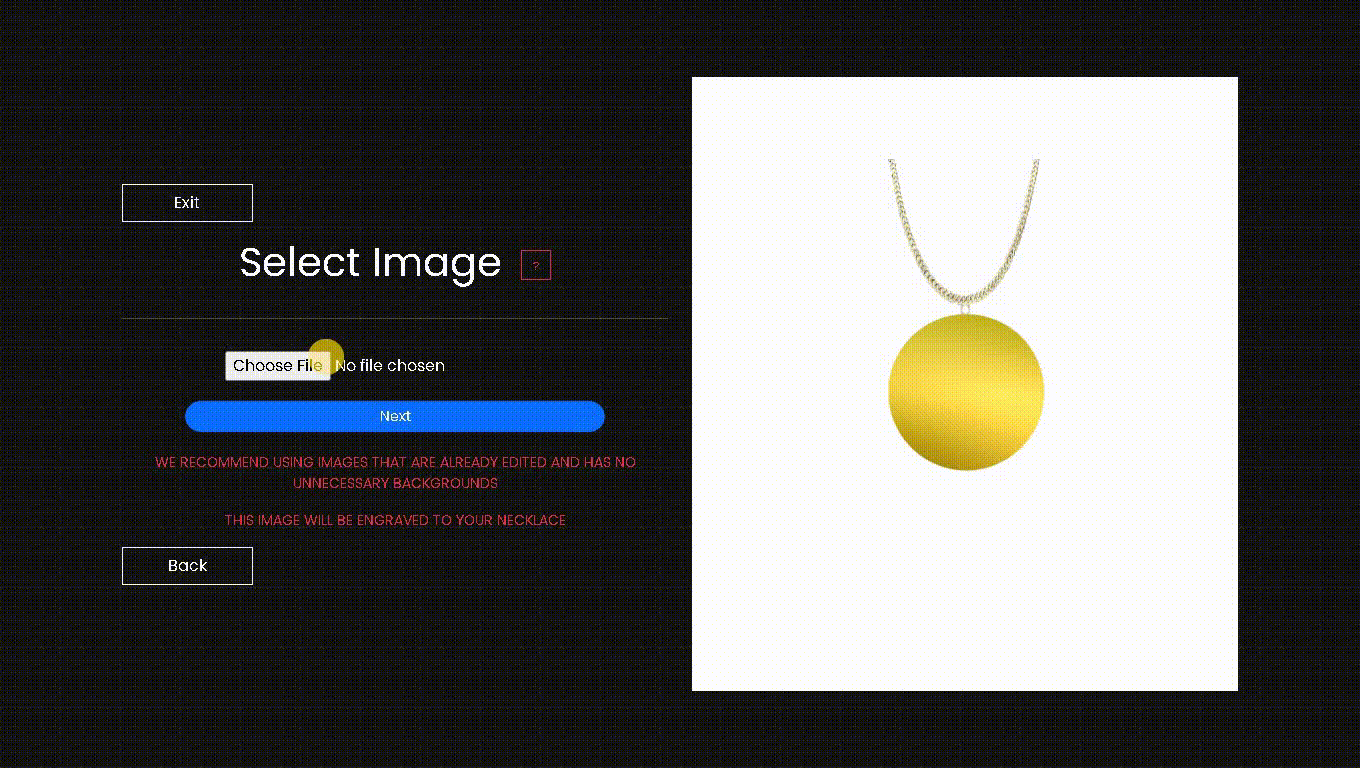 Exit
Select Image ?
Choose File No file chosen
Next
WE RECOMMEND USING IMAGES THAT ARE ALREADY EDITED AND HAS NO
UNNECESSARY BACKGROUNDS
THIS IMAGE WILL BE ENGRAVED TO YOUR NECKLACE
Back